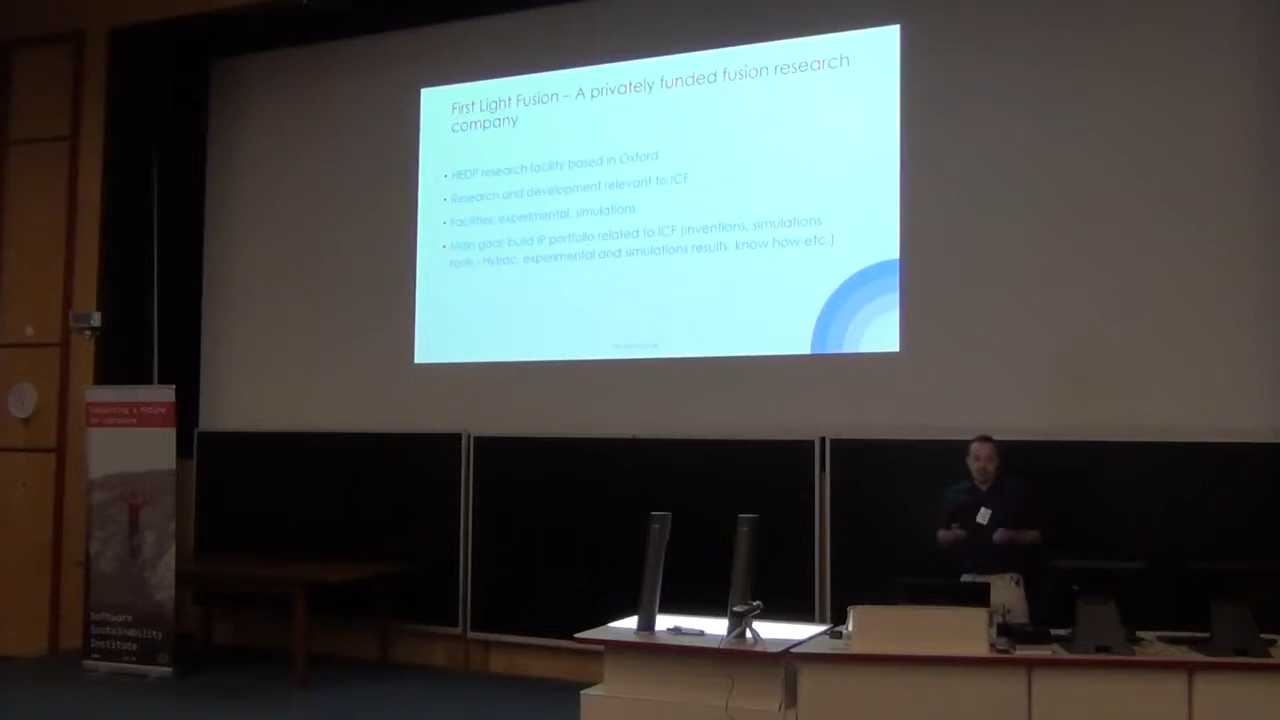 First Light Fusion – A privately funded fusion research
company
• HEDP research facility based in Oxford
• Research and development relevant to ICF
• Facilities: experimental, simulations
• Main goal: build IP portfolio related to ICF (inventions, simulations
tools - Hytrac, experimental and simulations results, know how etc.)
Software
Sustainability
Institute